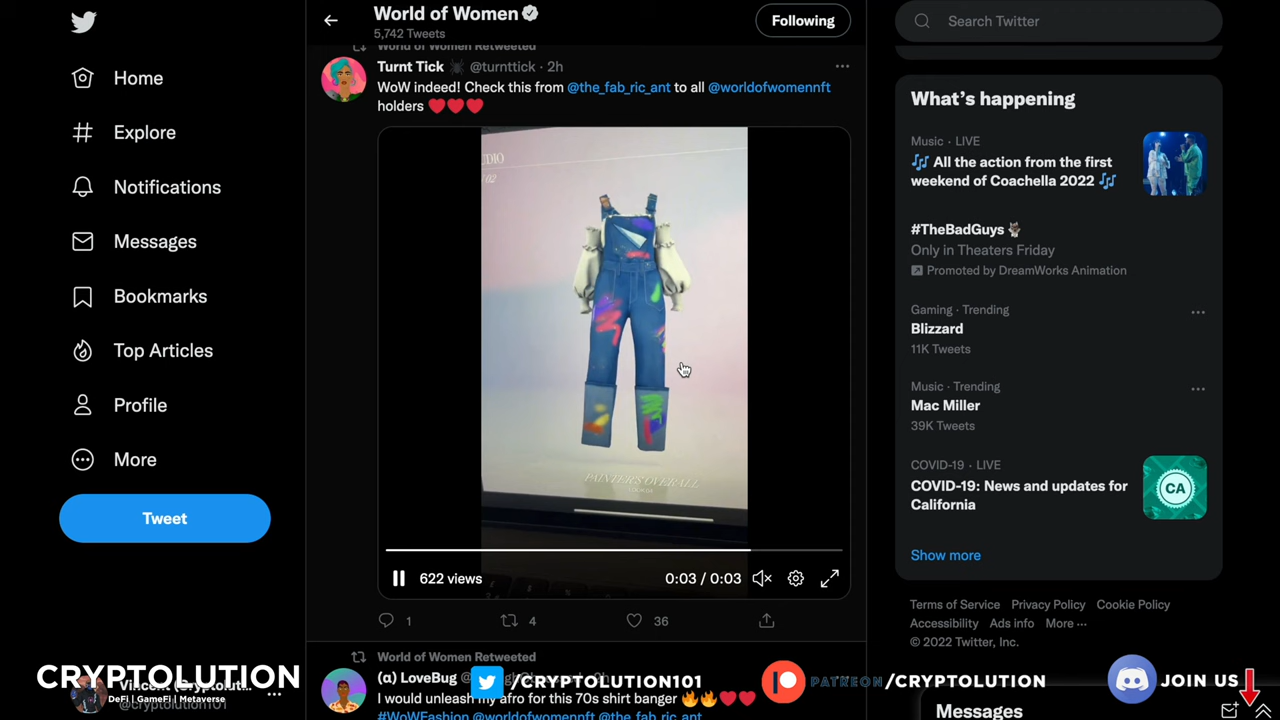 World of Women
5,742 Tweets
Following
Search Twitter
Home
Explore
Notifications
Messages
Bookmarks
Top Articles
Profile
More
Tweet
World of Women Retweeted
Turnt Tick @turnttick · 2h
WoW indeed! Check this from @the_fab_ric_ant to all @worldofwomennft
holders
PAINTER'S OVERALL
622 views
0:03 / 0:03
1
4
36
World of Women Retweeted
(α) LoveBug
I would unleash my afro for this 70s shirt banger
#WoWFashion @worldofwomennft @the_fab_ric_ant
What's happening
Music · LIVE
All the action from the first
weekend of Coachella 2022
#TheBadGuys
Only in Theaters Friday
Promoted by DreamWorks Animation
Gaming · Trending
Blizzard
11K Tweets
Music · Trending
Mac Miller
39K Tweets
COVID-19 · LIVE
COVID-19: News and updates for
California
CA
Show more
Terms of Service Privacy Policy Cookie Policy
Accessibility Ads info More ···
© 2022 Twitter, Inc.
CRYPTOLUTION
DeFi | GameFi | Metaverse
@cryptolution101
/CRYPTOLUTION101
PATREON/CRYPTOLUTION
JOIN US
Messages